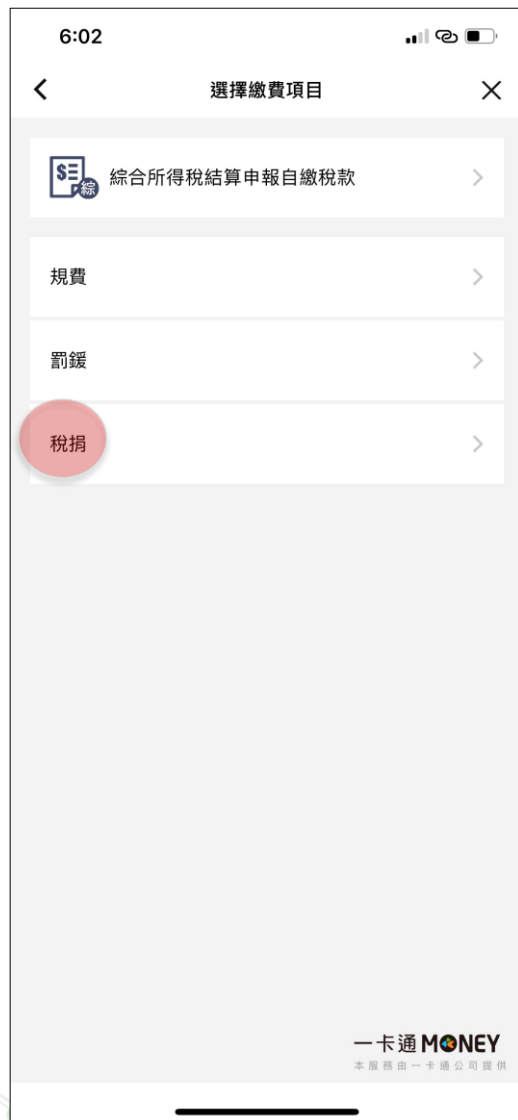 6:02
選擇繳費項目
綜
綜合所得稅結算申報自繳稅款
規費
罰鍰
稅捐
一卡通 MONEY
本服務由一卡通公司提供